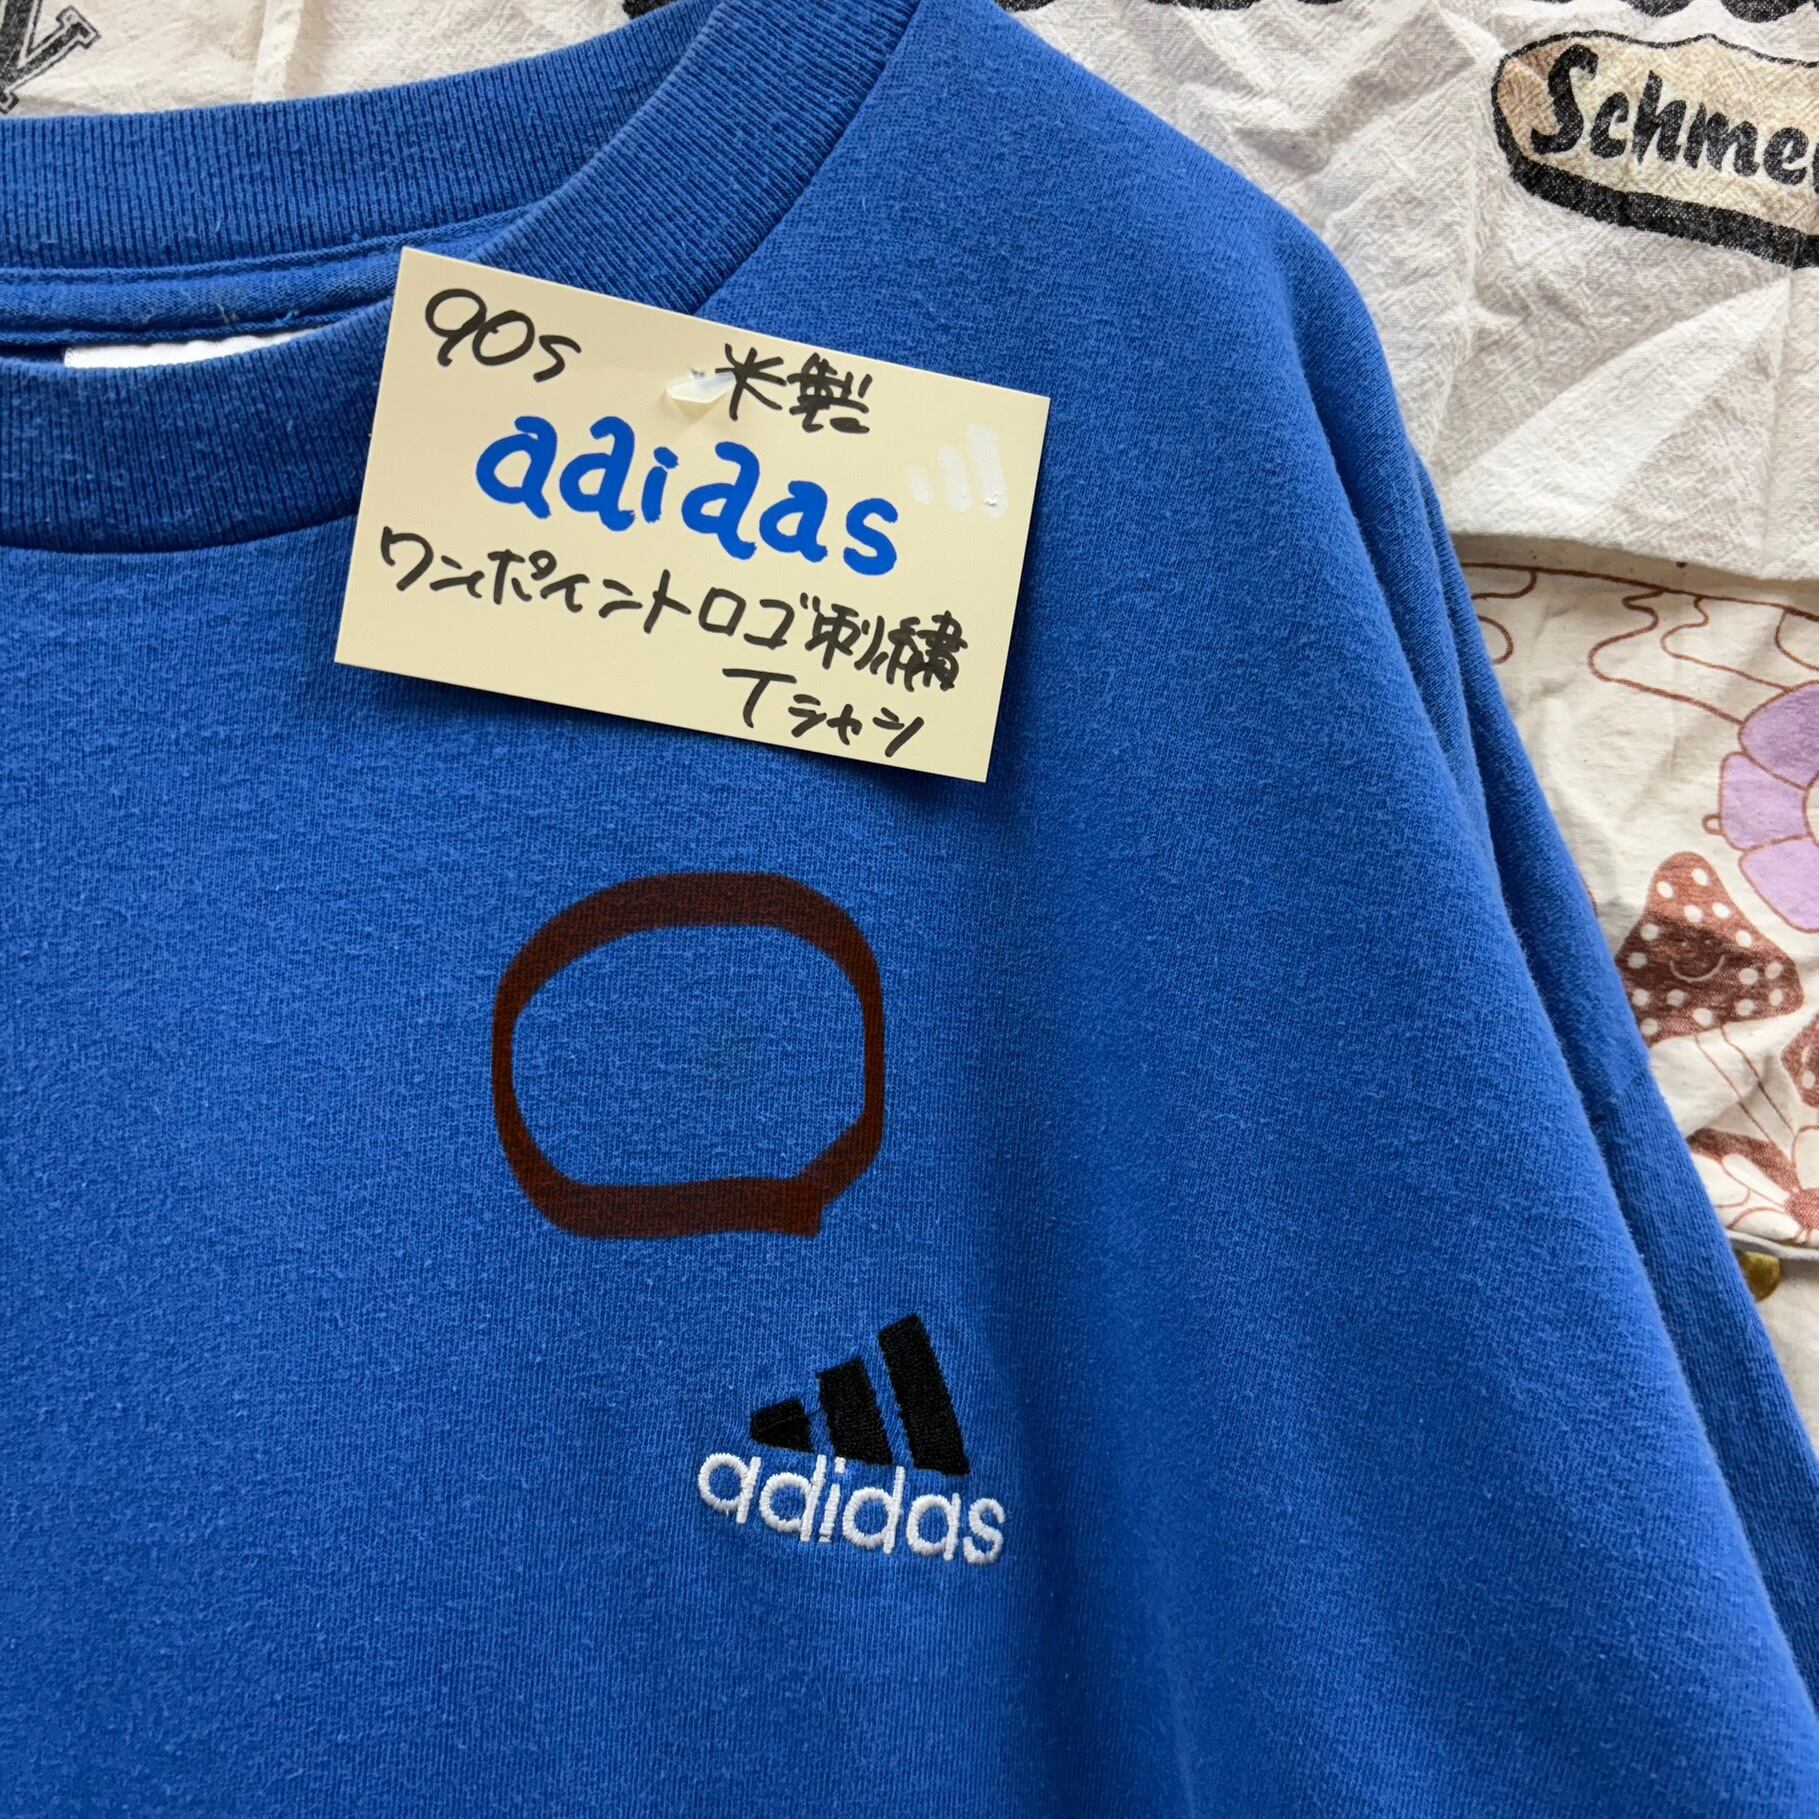 Schme
90s 米製
adidas
ワンポイントロゴ刺繍
Tシャツ
adidas